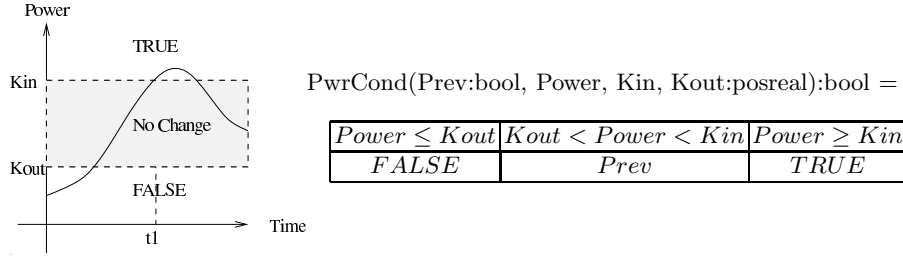 Power
TRUE
Kin
No Change
Kout
FALSE
Time
t1
PwrCond(Prev:bool, Power, Kin, Kout:posreal):bool =
Power ≤ Kout Kout < Power < Kin Power ≥ Kin
FALSE Prev TRUE